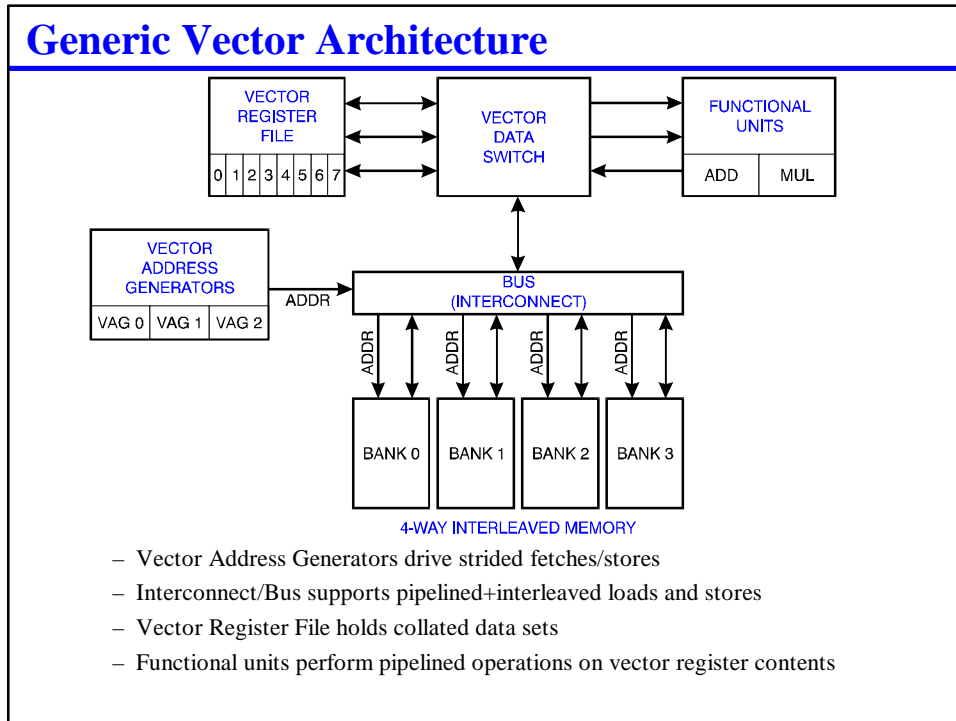 Generic Vector Architecture
VECTOR
REGISTER
FILE
0 1 2 3 4 5 6 7
VECTOR
DATA
SWITCH
FUNCTIONAL
UNITS
ADD MUL
VECTOR
ADDRESS
GENERATORS
VAG 0 VAG 1 VAG 2
ADDR
BUS
(INTERCONNECT)
ADDR ADDR ADDR ADDR
BANK 0 BANK 1 BANK 2 BANK 3
4-WAY INTERLEAVED MEMORY
– Vector Address Generators drive strided fetches/stores
– Interconnect/Bus supports pipelined+interleaved loads and stores
– Vector Register File holds collated data sets
– Functional units perform pipelined operations on vector register contents